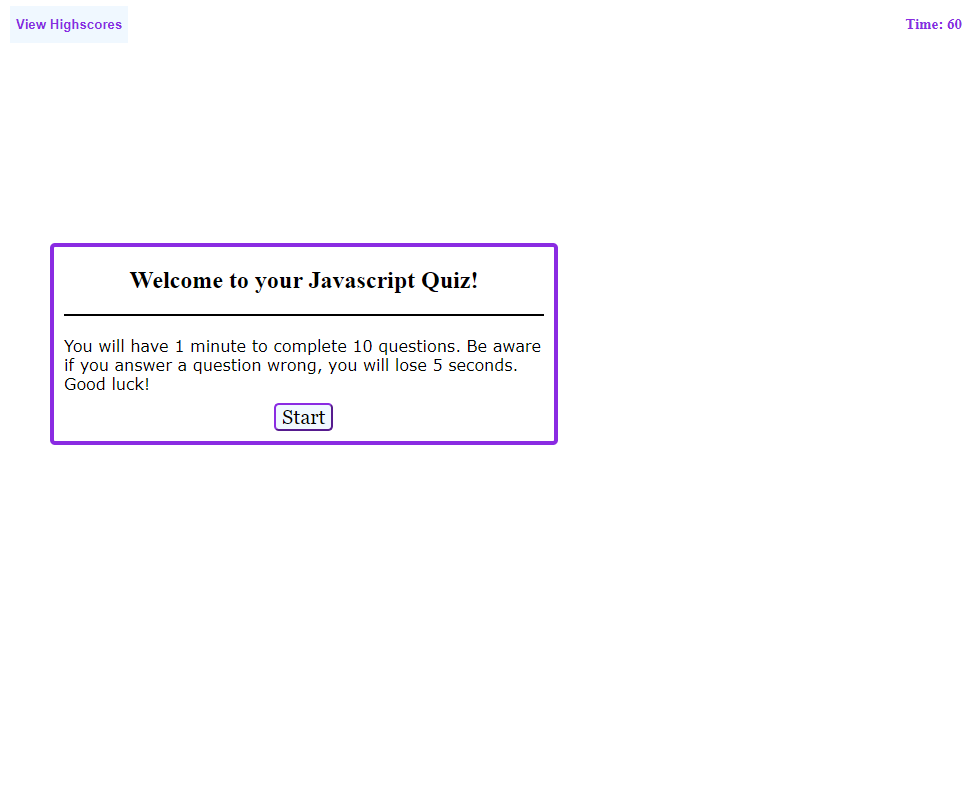 View Highscores
Time: 60
Welcome to your Javascript Quiz!
You will have 1 minute to complete 10 questions. Be aware
if you answer a question wrong, you will lose 5 seconds.
Good luck!
Start